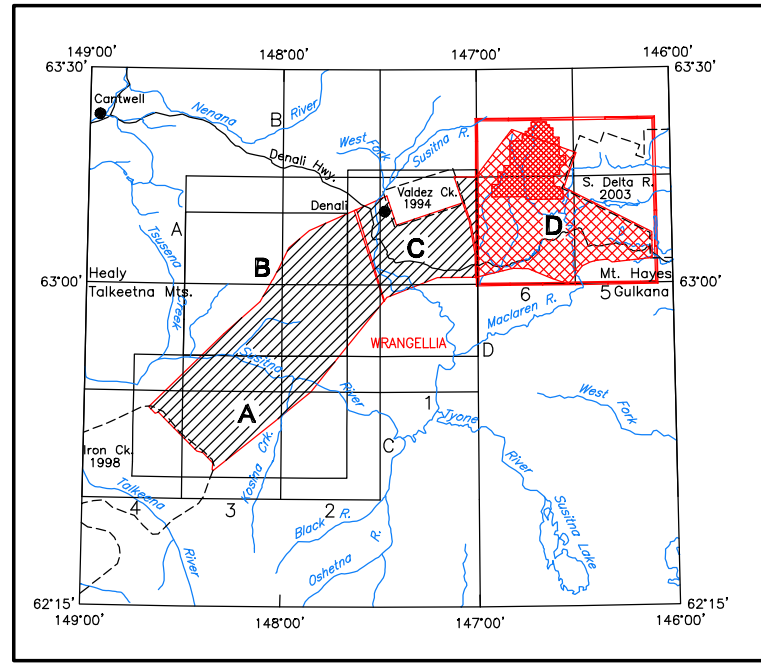 149°00' 148°00' 147°00' 146°00'
63°30' 63°30'
Cantwell
Nenana River
B
West Fork
Susitna R.
Denali Hwy.
Valdez Ck.
1994
S. Delta R.
2003
Denali
A
Tsusena Creek
B
C
D
Healy
Talkeetna Mts.
63°00' 63°00'
Mt. Hayes
Gulkana
6 5
Maclaren R.
WRANGELLIA
D
Susitna River
West Fork
1
A
Tyone River
C
Iron Ck.
1998
Kosina Crk.
Talkeena River
4 3 2
Black R.
Susitna Lake
Oshetna R.
62°15' 62°15'
149°00' 148°00' 147°00' 146°00'